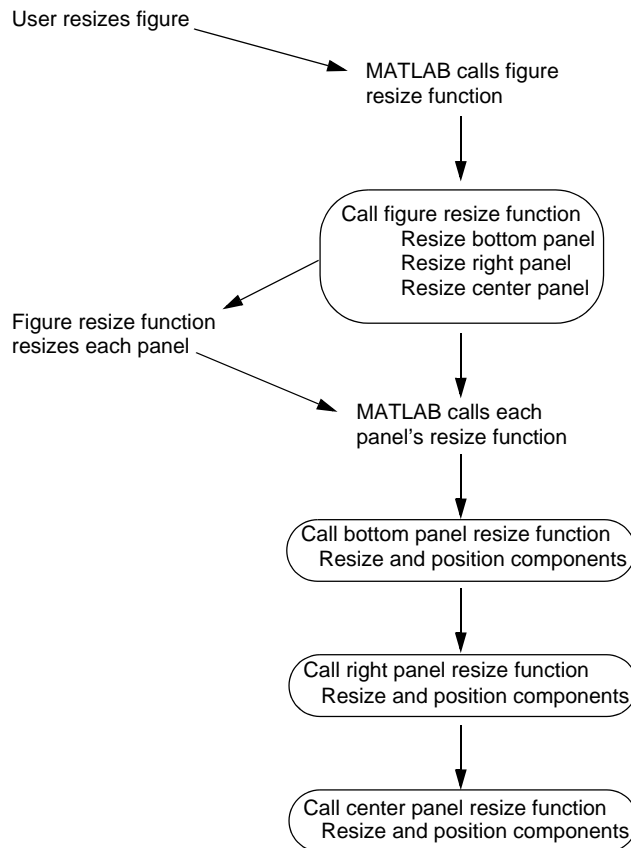 User resizes figure
MATLAB calls figure
resize function
Call figure resize function
Resize bottom panel
Resize right panel
Resize center panel
Figure resize function
resizes each panel
MATLAB calls each
panel's resize function
Call bottom panel resize function
Resize and position components
Call right panel resize function
Resize and position components
Call center panel resize function
Resize and position components